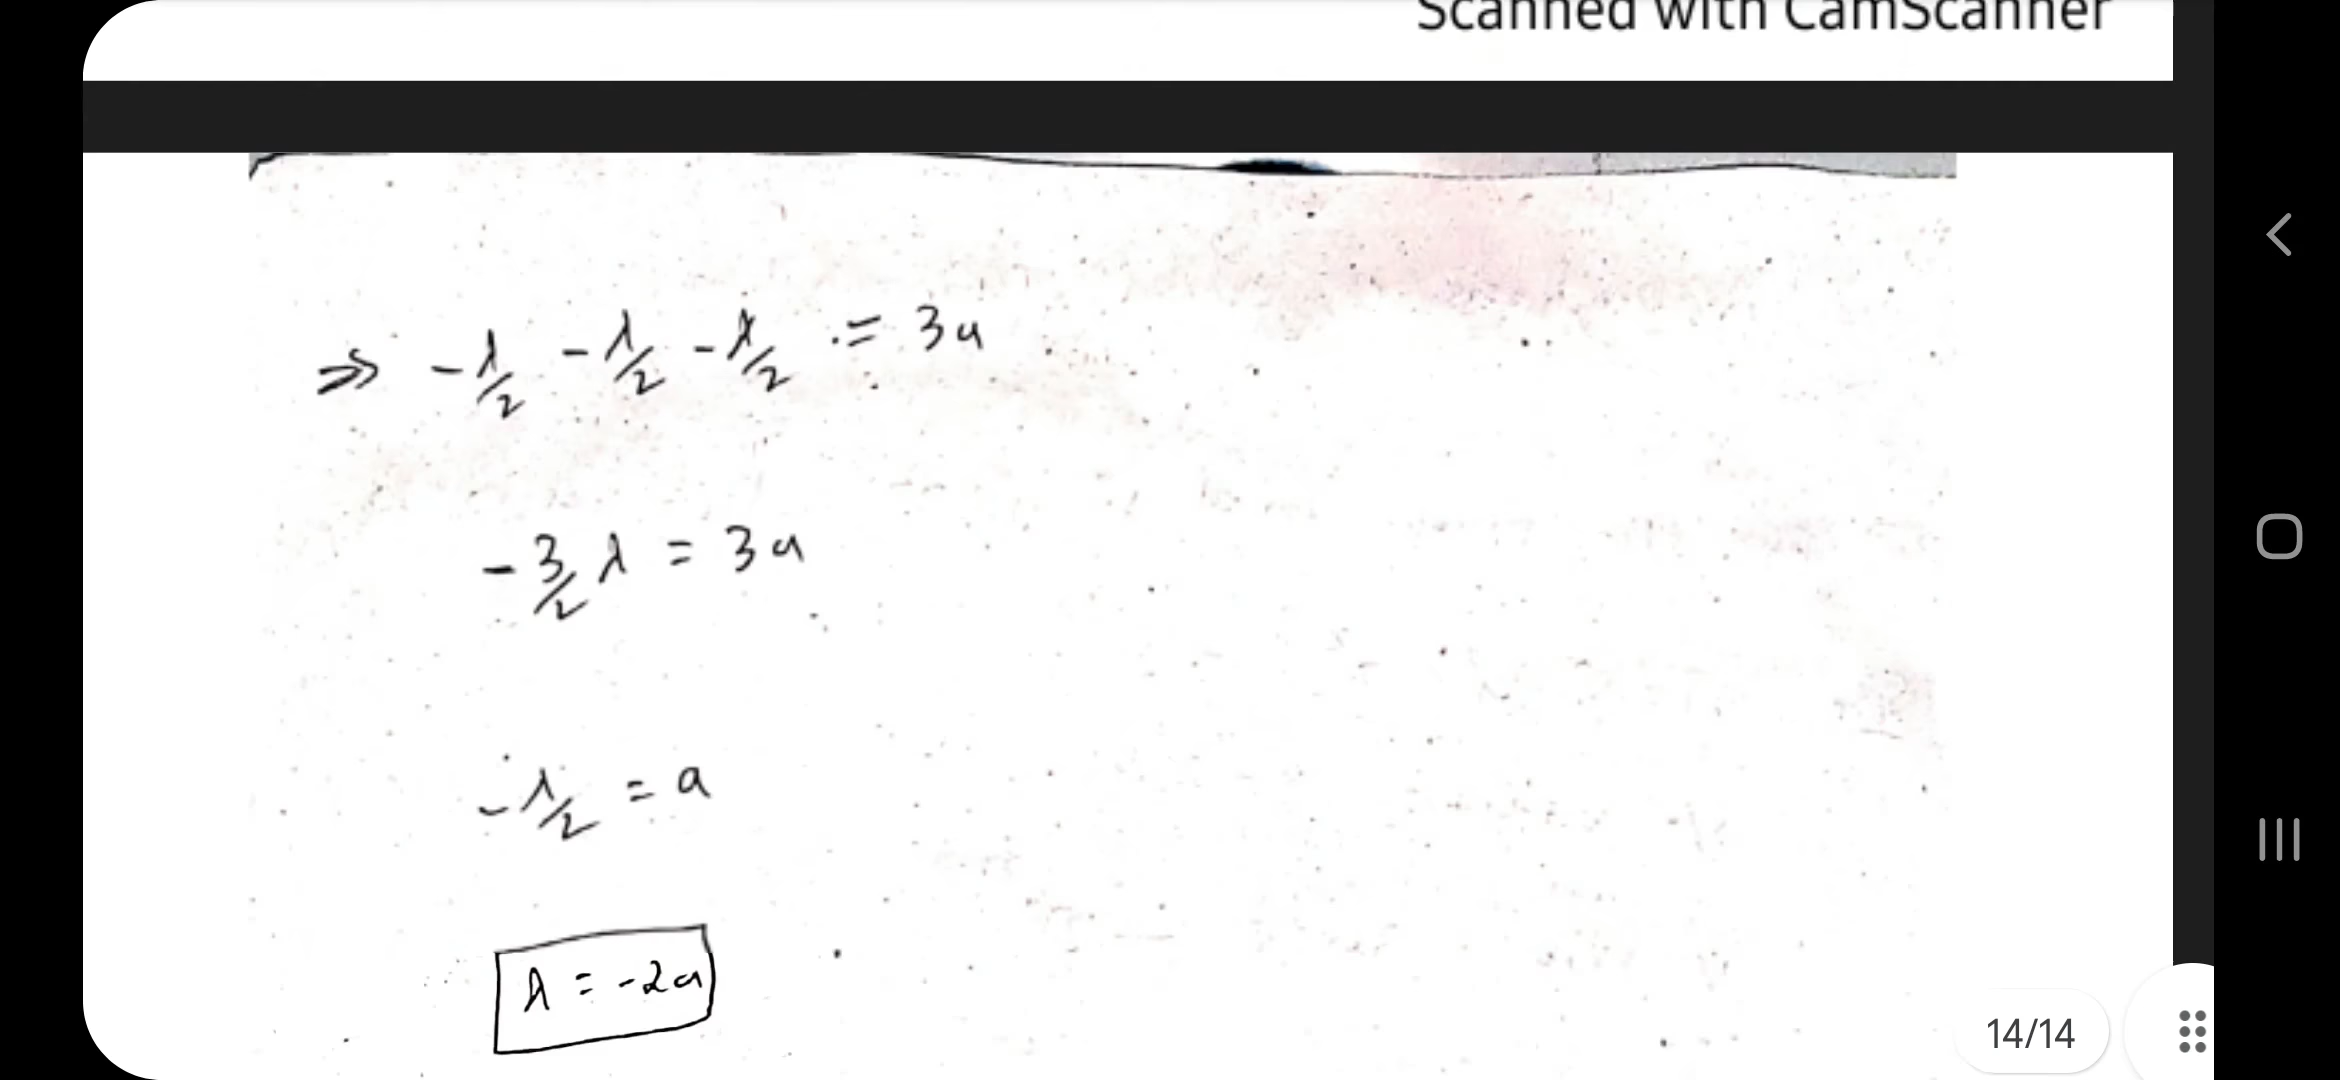 Scanned with CamScanner
⇒ -λ/2 -λ/2 -λ/2 .= 3a
-3/2 λ = 3a
-λ/2 = a
λ = -2a
14/14